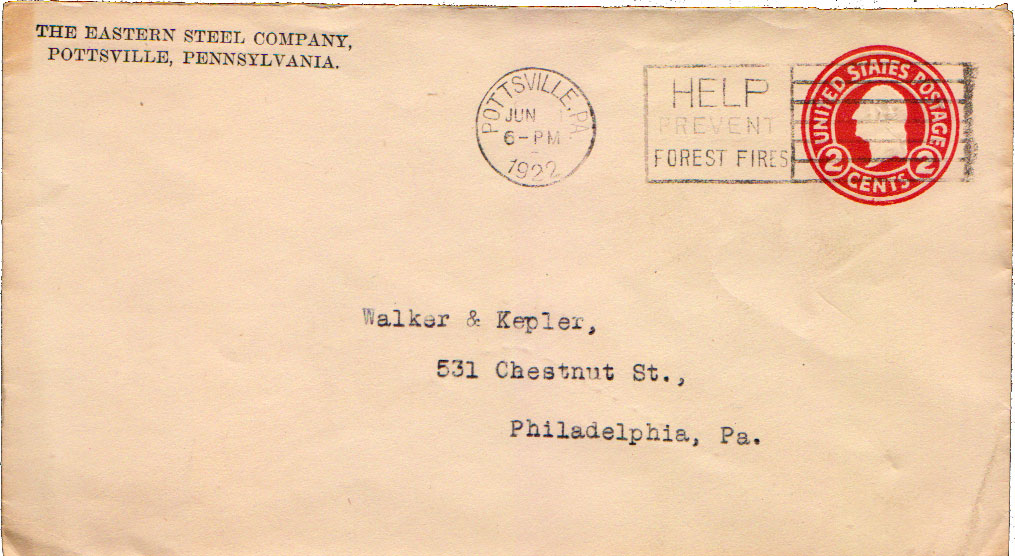 THE EASTERN STEEL COMPANY,
POTTSVILLE, PENNSYLVANIA.
POTTSVILLE, PA.
JUN
6-PM
1922
HELP
PREVENT
FOREST FIRES
UNITED STATES POSTAGE
2 CENTS 2
Walker & Kepler,
531 Chestnut St.,
Philadelphia, Pa.